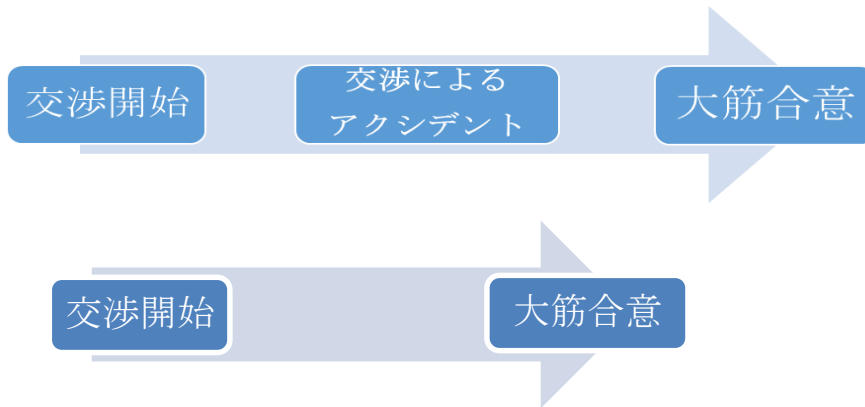 交渉開始
交渉による
アクシデント
大筋合意
交渉開始
大筋合意